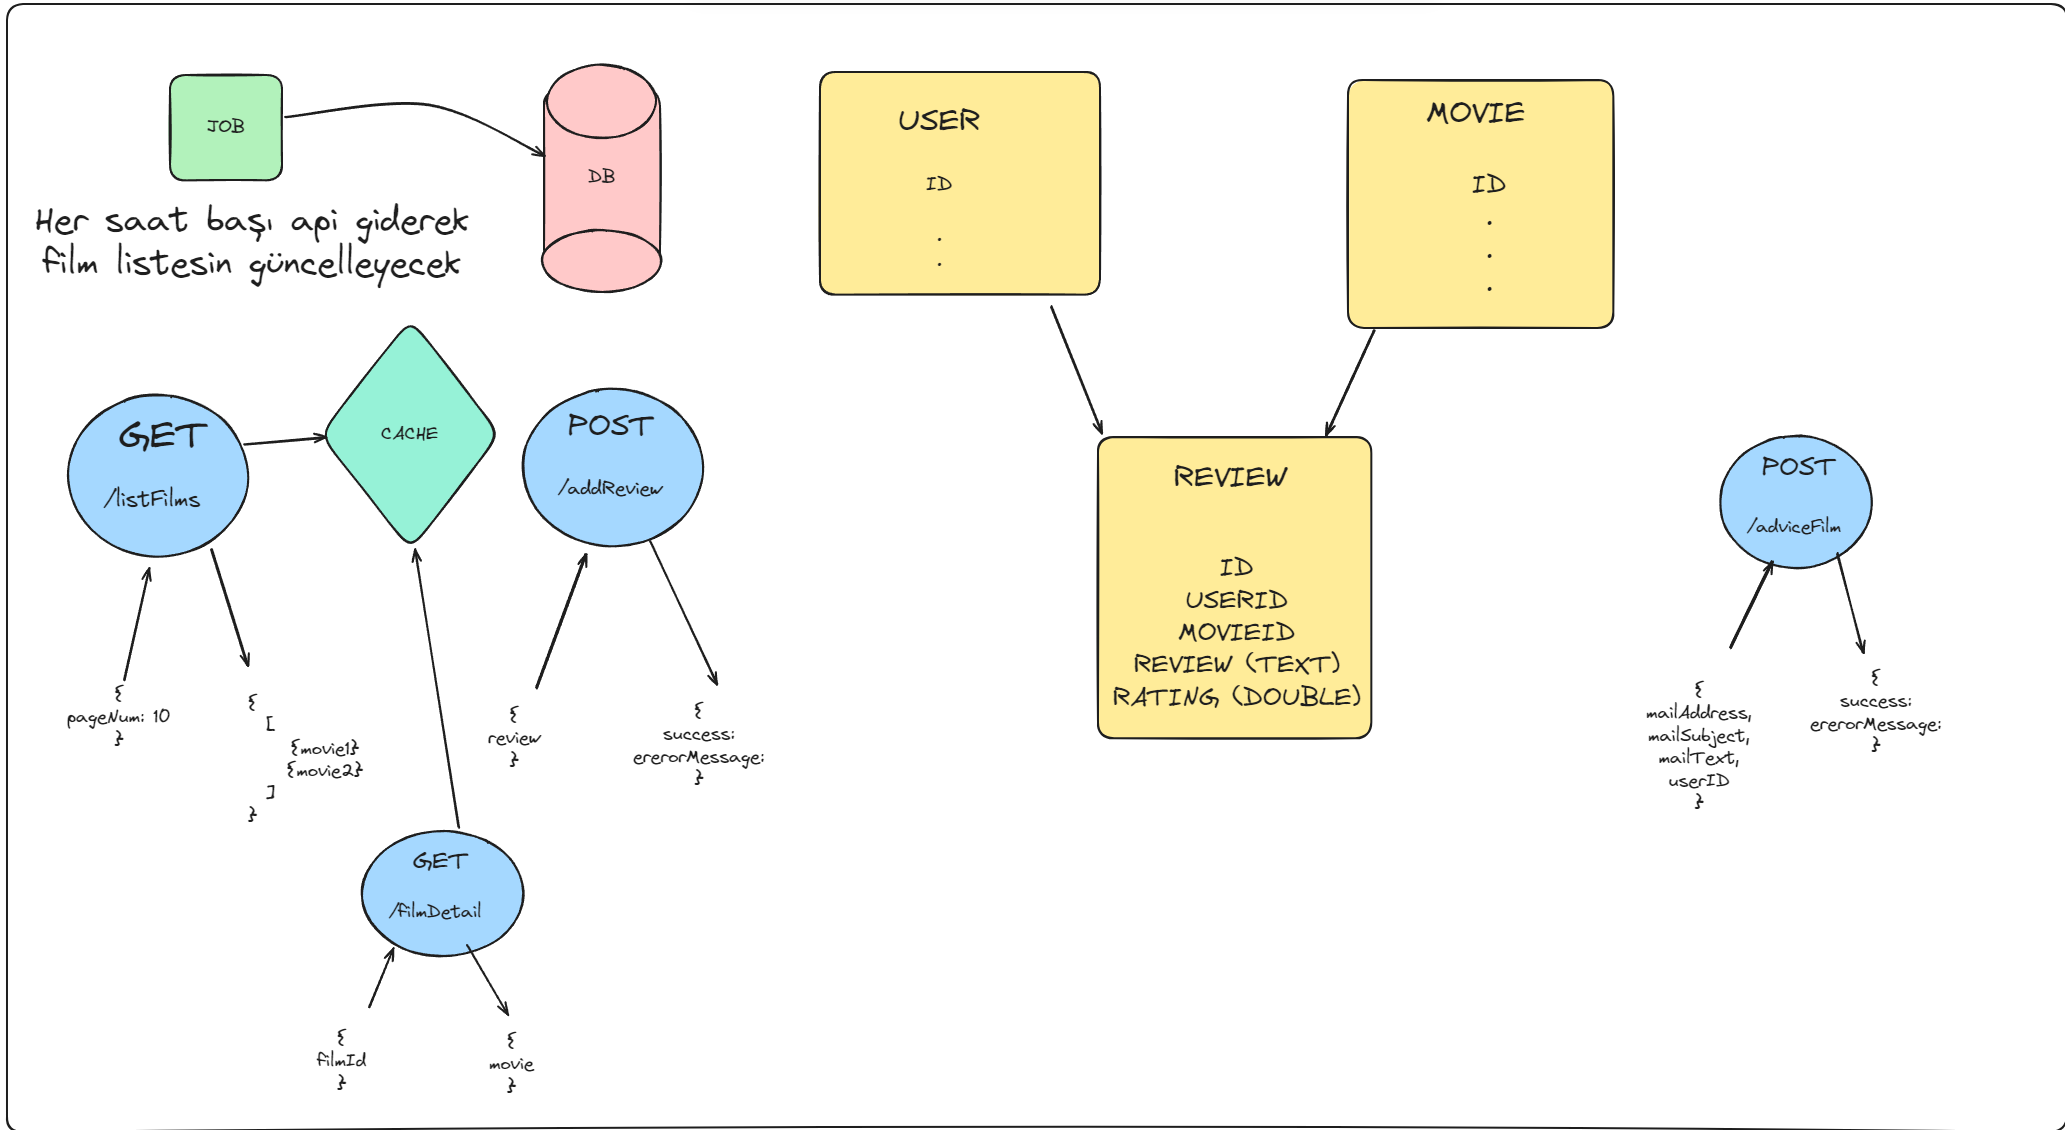 JOB
DB
Her saat başı api giderek
film listesin güncelleyecek
USER
ID
.
.
MOVIE
ID
.
.
.
GET
/listFilms
CACHE
POST
/addReview
{
pageNum: 10
}
{
[
{movie1}
{movie2}
]
}
{
review
}
{
success:
ererorMessage:
}
GET
/filmDetail
{
filmId
}
{
movie
}
REVIEW
ID
USERID
MOVIEID
REVIEW (TEXT)
RATING (DOUBLE)
POST
/adviceFilm
{
mailAddress,
mailSubject,
mailText,
userID
}
{
success:
ererorMessage:
}